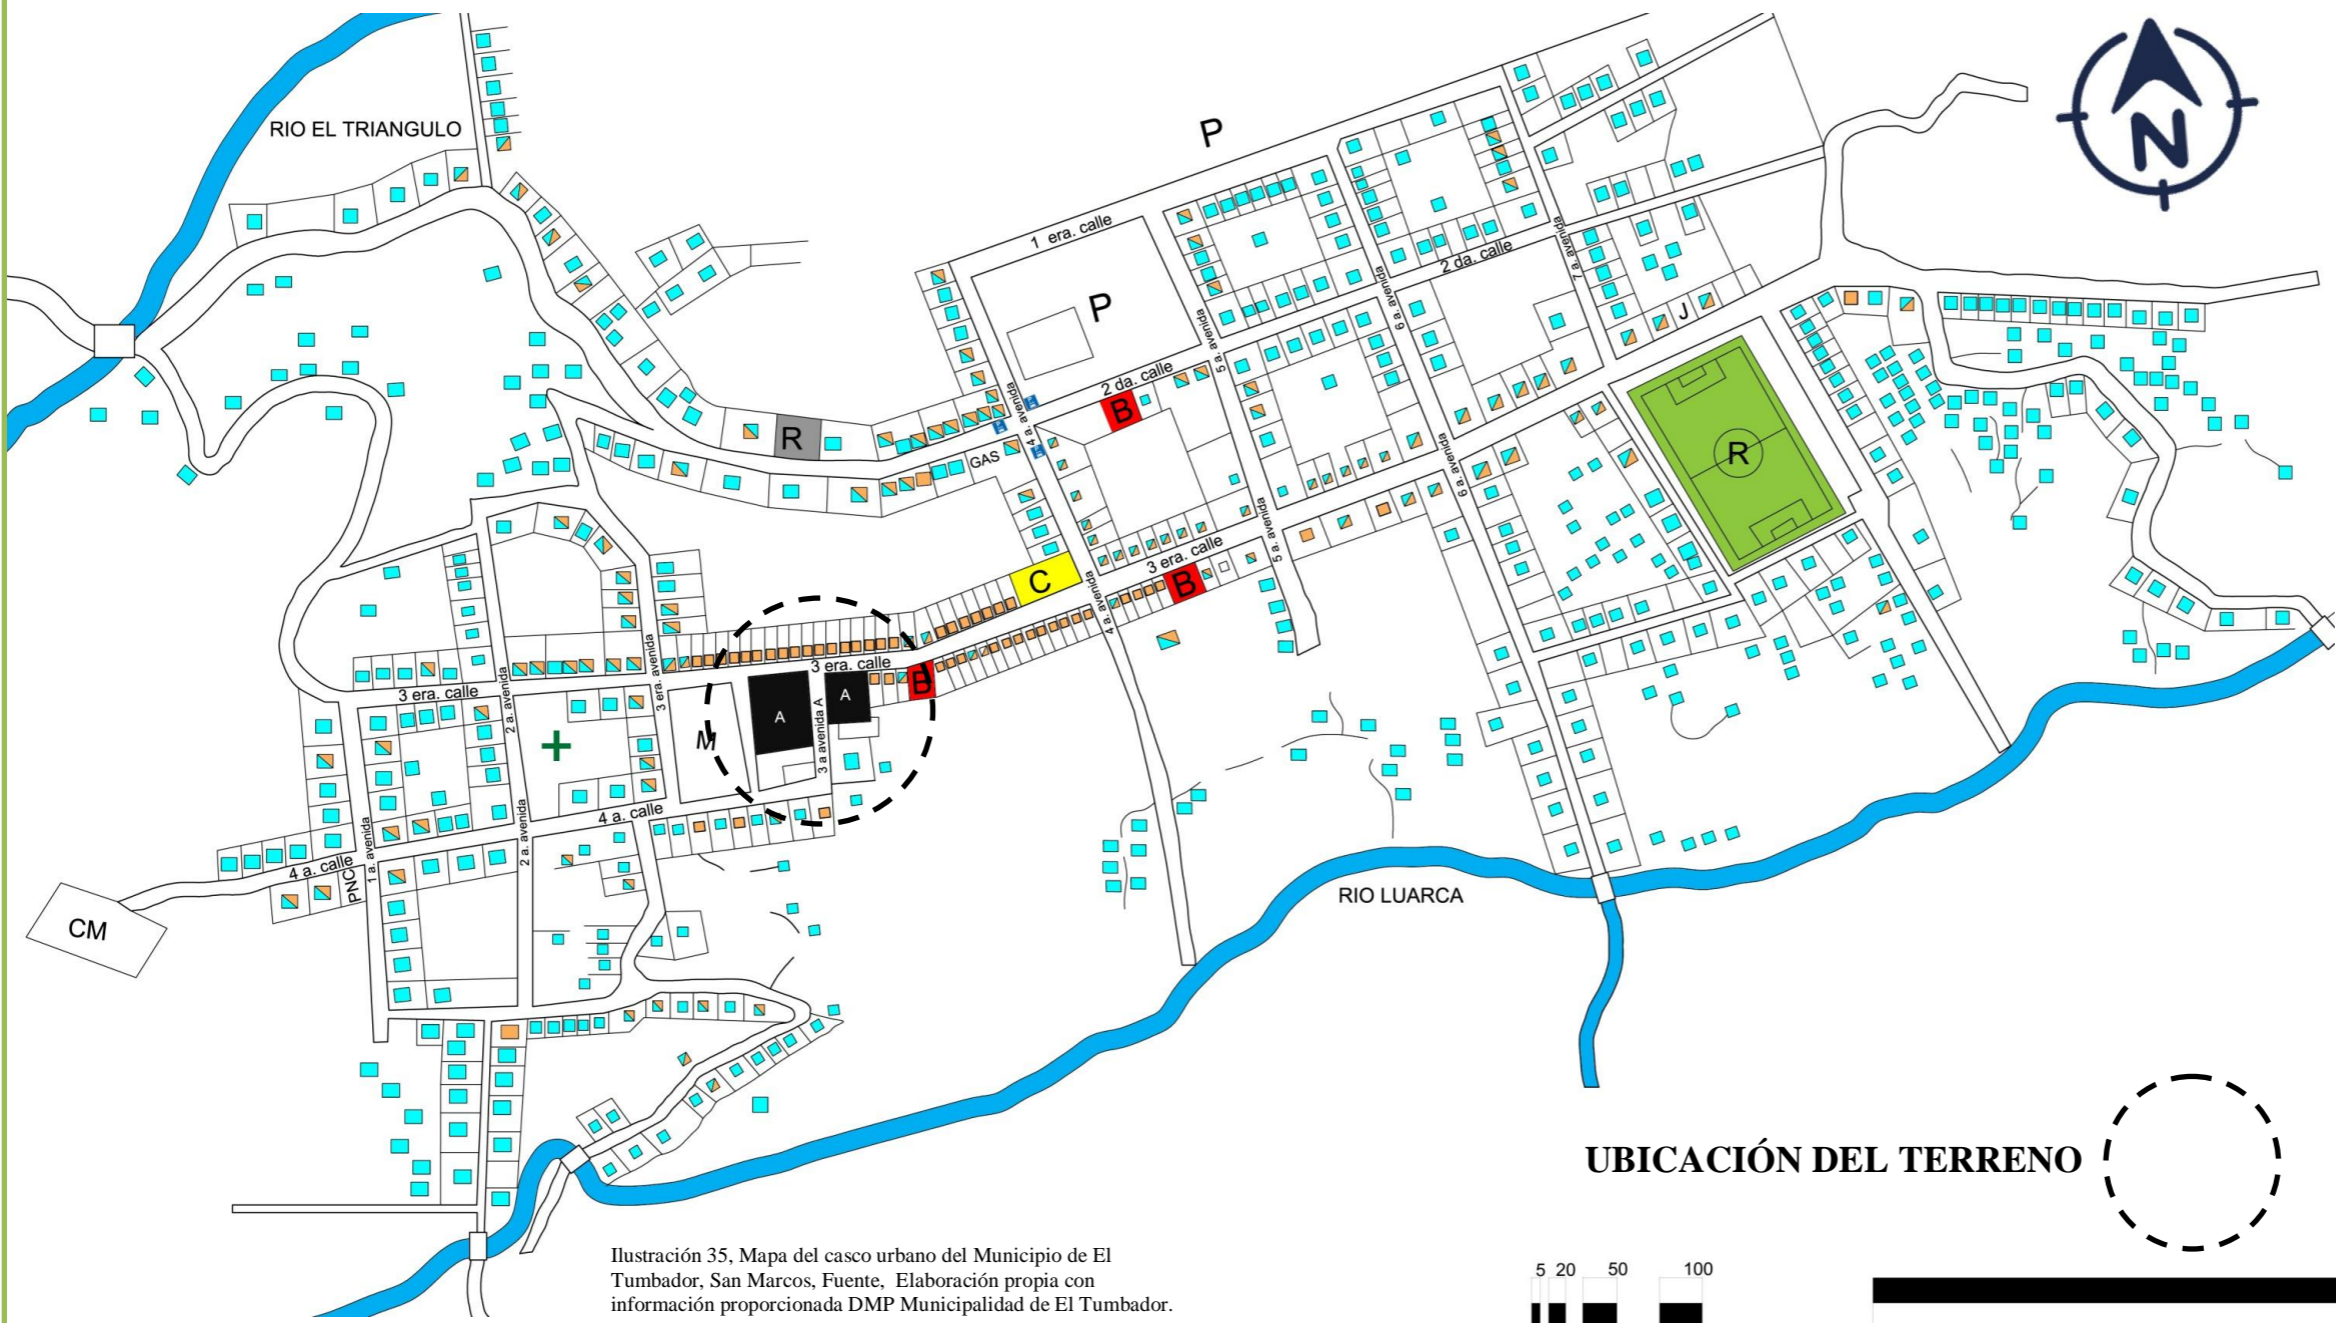 N
RIO EL TRIANGULO
P
1 era. calle
P
2 da. calle
7 a. avenida
6 a. avenida
5 a. avenida
J
2 da. calle
4 a. avenida
B
R
R
GAS
6 a. avenida
5 a. avenida
3 era. calle
C
B
4 a. avenida
3 era. calle
B
A
A
3 era. avenida
2 a. avenida
3 era. calle
M
3 a avenida A
4 a. calle
2 a. avenida
1 a. avenida
4 a. calle
PNC
CM
RIO LUARCA
UBICACIÓN DEL TERRENO
Ilustración 35, Mapa del casco urbano del Municipio de El
Tumbador, San Marcos, Fuente, Elaboración propia con
información proporcionada DMP Municipalidad de El Tumbador.
5 20 50 100